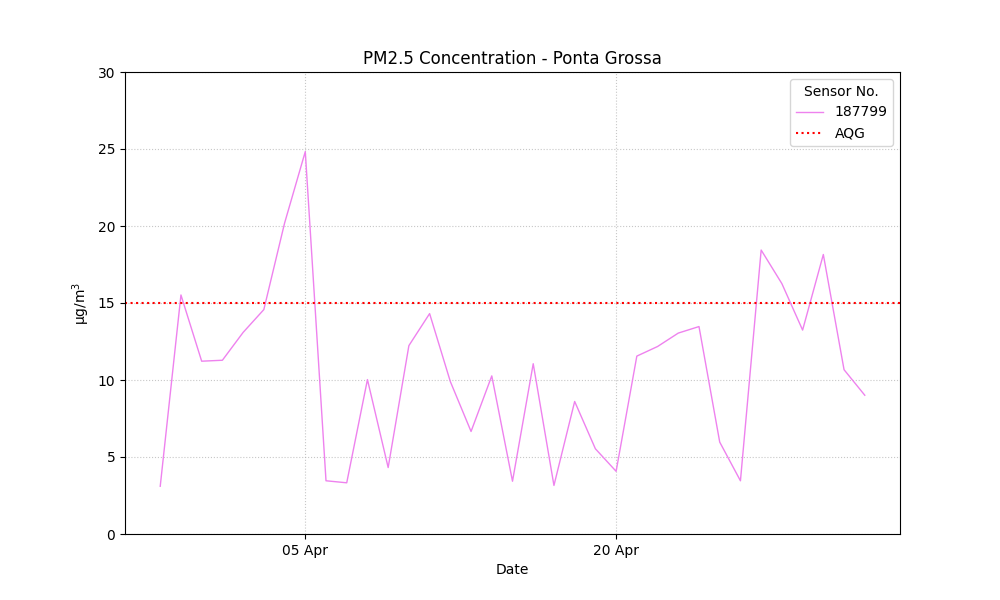 PM2.5 Concentration - Ponta Grossa
30
25
20
15
10
5
0
µg/m³
05 Apr
20 Apr
Date
Sensor No.
187799
AQG